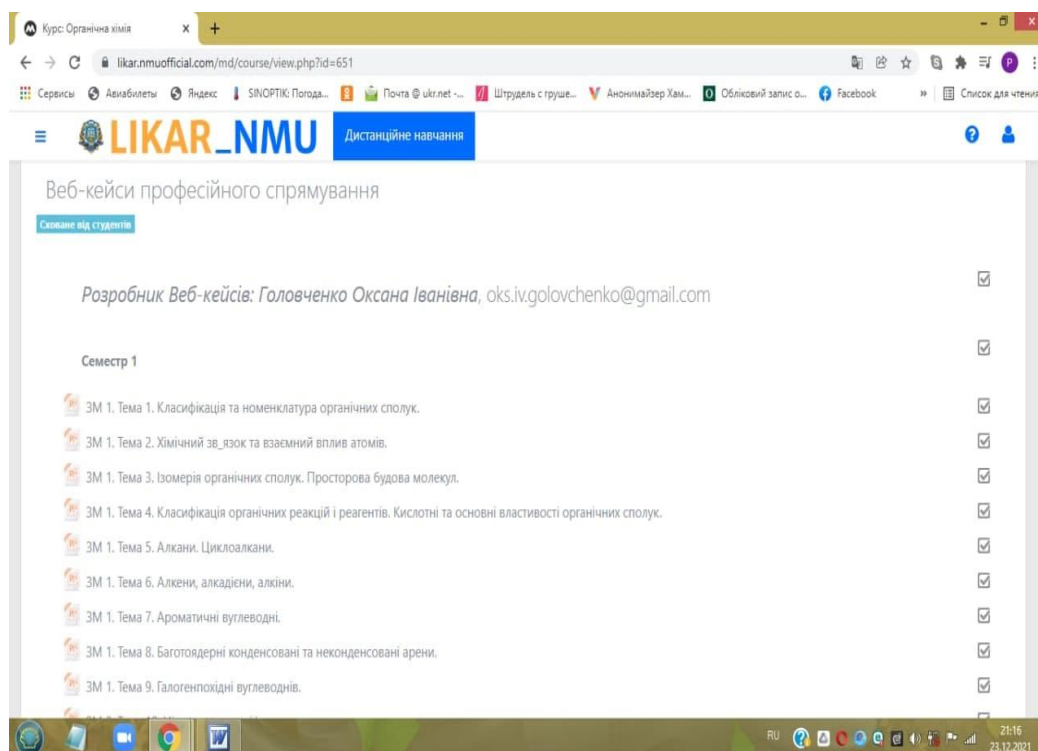 Курс: Органічна хімія
likar.nmuofficial.com/md/course/view.php?id=651
Сервисы Авиабилеты Яндекс SINOPTIK: Погода... Почта @ ukr.net -... Штрудель с груше... Анонимайзер Хам... Обліковий запис о... Facebook » Список для чтения
LIKAR_NMU Дистанційне навчання
Веб-кейси професійного спрямування
Сховане від студентів
Розробник Веб-кейсів: Головченко Оксана Іванівна, oks.iv.golovchenko@gmail.com
Семестр 1
ЗМ 1. Тема 1. Класифікація та номенклатура органічних сполук.
ЗМ 1. Тема 2. Хімічний зв_язок та взаємний вплив атомів.
ЗМ 1. Тема 3. Ізомерія органічних сполук. Просторова будова молекул.
ЗМ 1. Тема 4. Класифікація органічних реакцій і реагентів. Кислотні та основні властивості органічних сполук.
ЗМ 1. Тема 5. Алкани. Циклоалкани.
ЗМ 1. Тема 6. Алкени, алкадієни, алкіни.
ЗМ 1. Тема 7. Ароматичні вуглеводні.
ЗМ 1. Тема 8. Баготоядерні конденсовані та неконденсовані арени.
ЗМ 1. Тема 9. Галогенпохідні вуглеводнів.
RU 21:16
23.12.2021